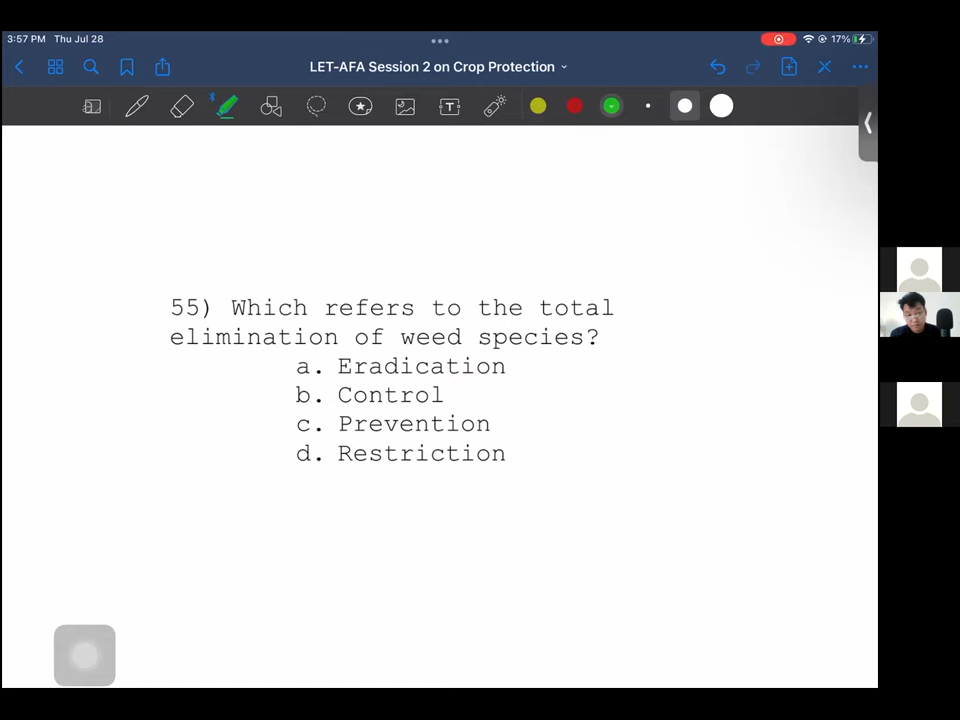 3:57 PM Thu Jul 28
17%
LET-AFA Session 2 on Crop Protection
T
55) Which refers to the total
elimination of weed species?
a. Eradication
b. Control
c. Prevention
d. Restriction